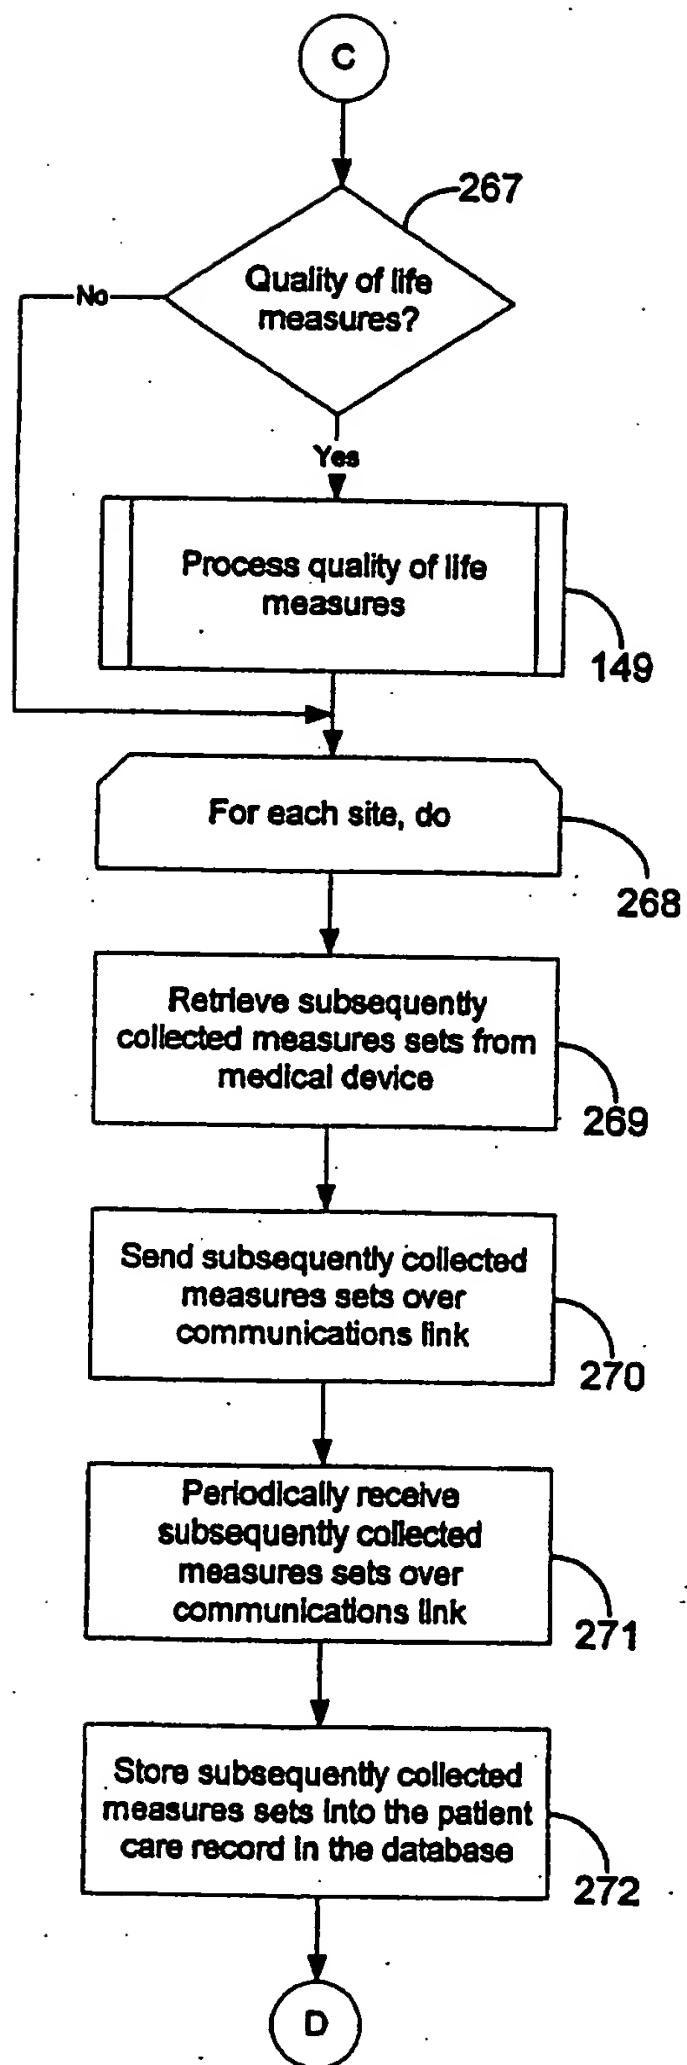 C
267
Quality of life
measures?
No
Yes
Process quality of life
measures
149
For each site, do
268
Retrieve subsequently
collected measures sets from
medical device
269
Send subsequently collected
measures sets over
communications link
270
Periodically receive
subsequently collected
measures sets over
communications link
271
Store subsequently collected
measures sets into the patient
care record in the database
272
D